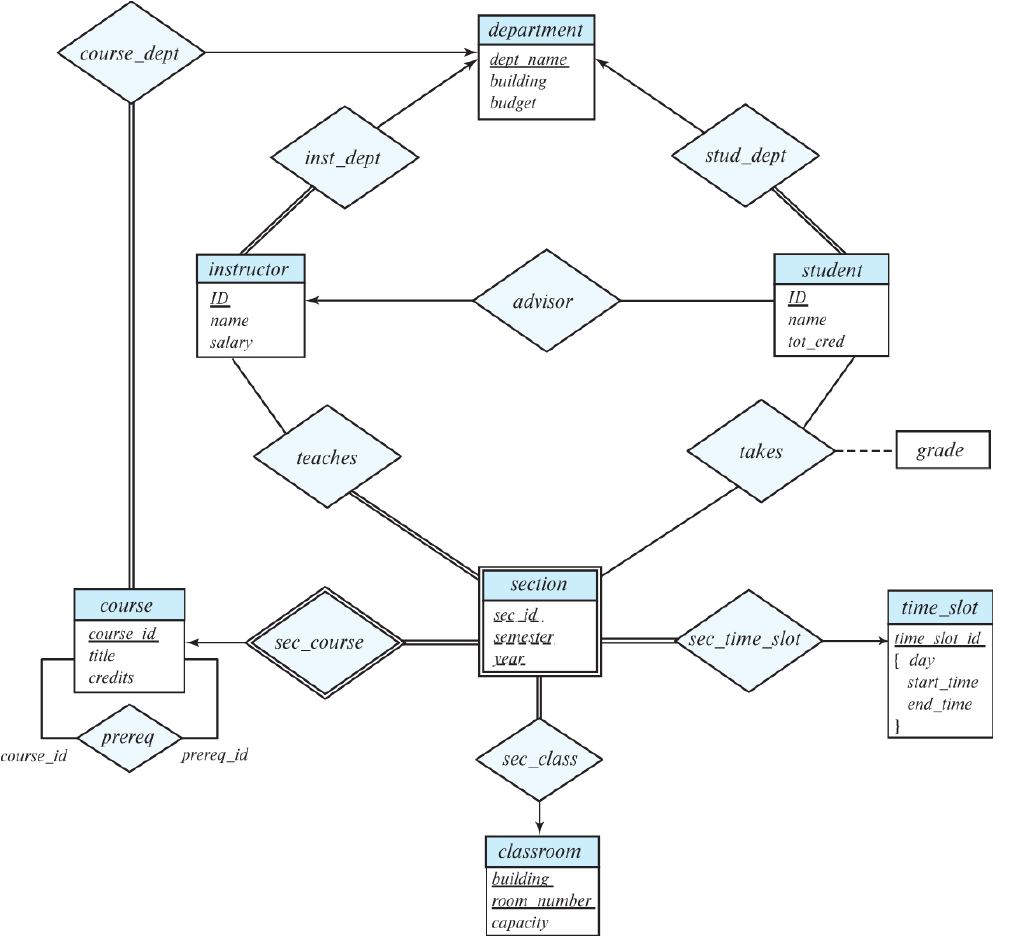 department
course_dept
dept_name
building
budget
inst_dept
stud_dept
instructor
ID
name
salary
advisor
student
ID
name
tot_cred
teaches
takes
grade
section
sec_id
semester
year
course
course_id
title
credits
sec_course
sec_time_slot
time_slot
time_slot_id
{ day
start_time
end_time
}
prereq
course_id
prereq_id
sec_class
classroom
building
room_number
capacity